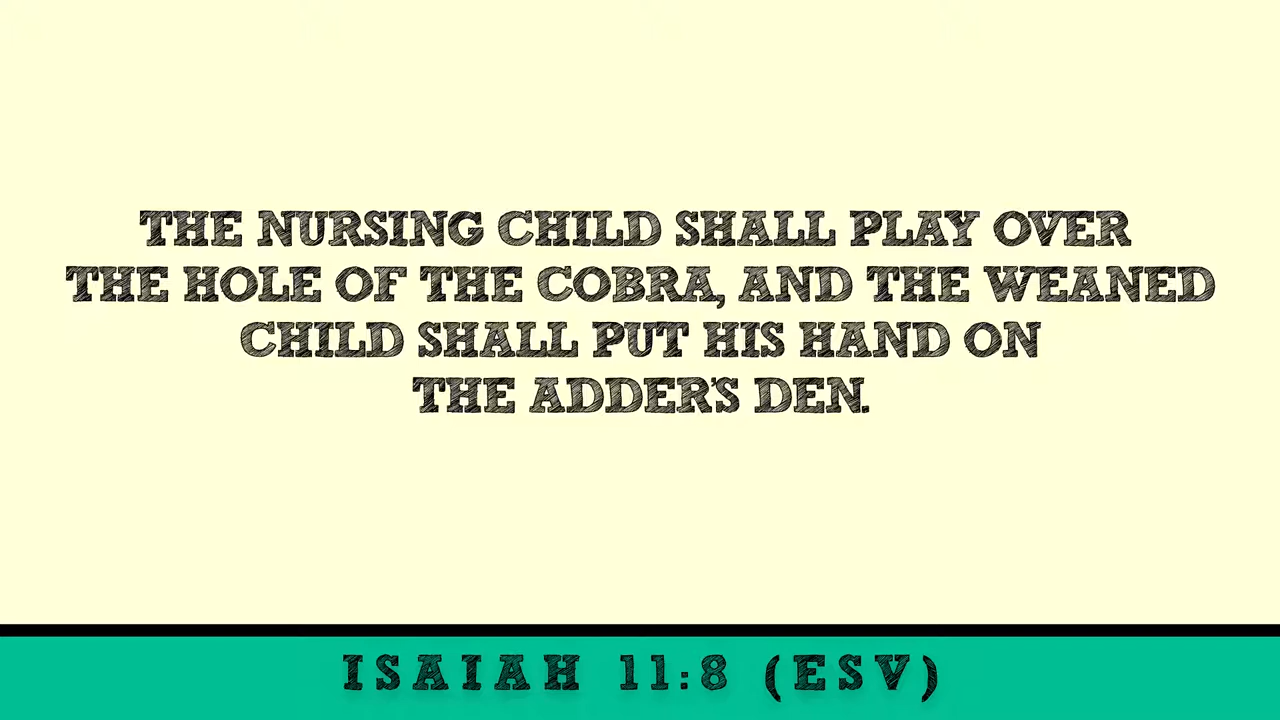 THE NURSING CHILD SHALL PLAY OVER
THE HOLE OF THE COBRA, AND THE WEANED
CHILD SHALL PUT HIS HAND ON
THE ADDER'S DEN.
ISAIAH 11:8 (ESV)